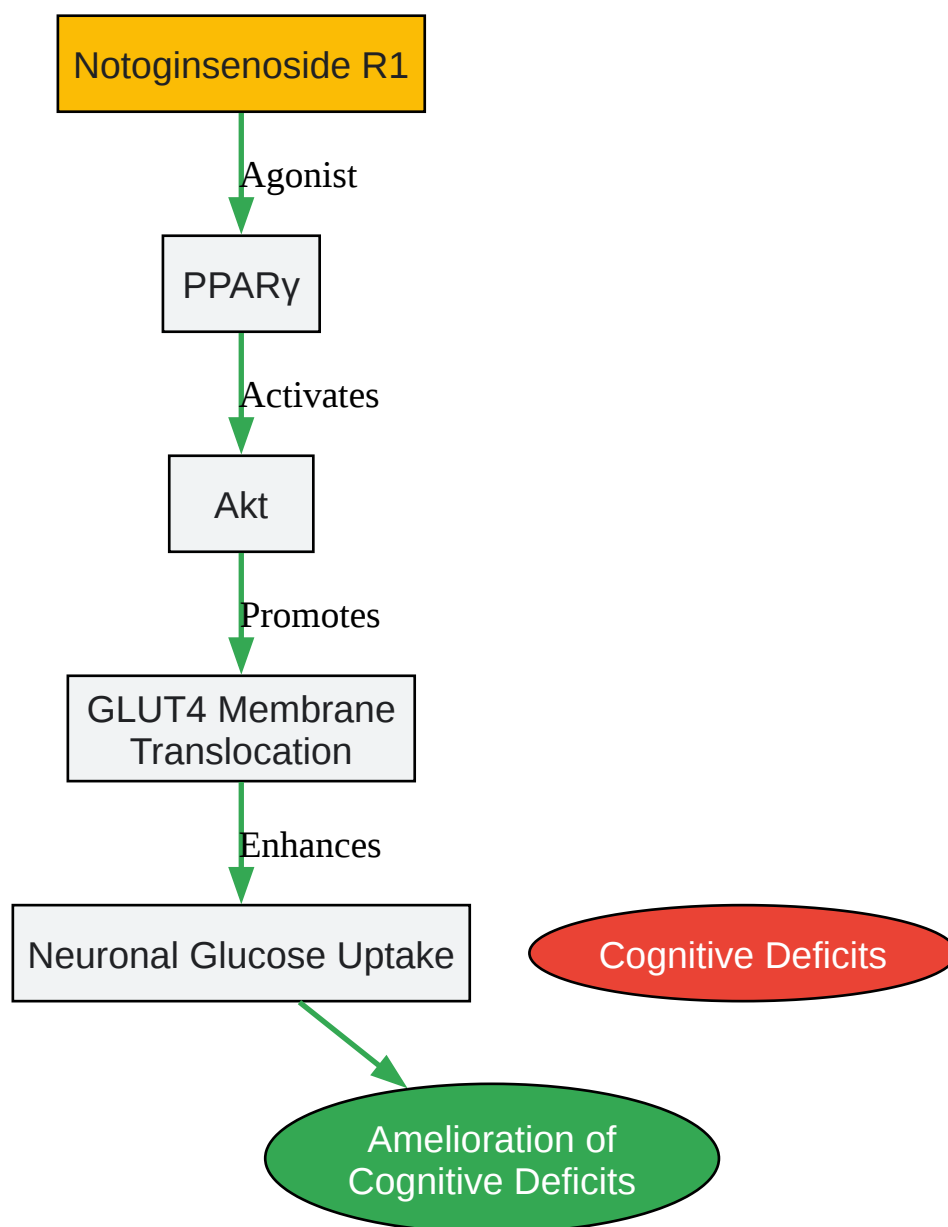 Notoginsenoside R1
Agonist
PPARγ
Activates
Akt
Promotes
GLUT4 Membrane
Translocation
Enhances
Neuronal Glucose Uptake
Cognitive Deficits
Amelioration of
Cognitive Deficits